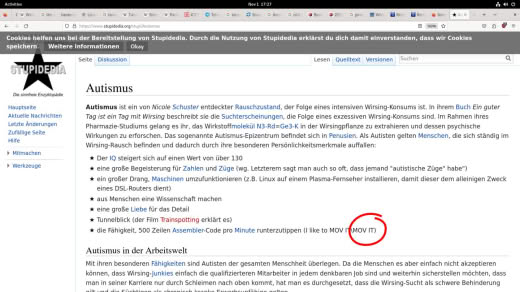 Activities
Nov 1 17:27
https://www.stupidedia.org/stupi/Autismus
Cookies helfen uns bei der Bereitstellung von Stupidedia. Durch die Nutzung von Stupidedia erklärst du dich damit einverstanden, dass wir Cookies
speichern. Weitere Informationen Okay
Seite Diskussion Lesen Quelltext Versionen Suchen
STUPIDEDIA
Die sinnfreie Enzyklopädie
Hauptseite
Aktuelle Nachrichten
Letzte Änderungen
Zufällige Seite
Hilfe
Mitmachen
Werkzeuge
Autismus
Autismus ist ein von Nicole Schuster entdeckter Rauschzustand, der Folge eines intensiven Wirsing-Konsums ist. In ihrem Buch Ein guter
Tag ist ein Tag mit Wirsing beschreibt sie die Suchterscheinungen, die Folge eines exzessiven Wirsing-Konsums sind. Im Rahmen ihres
Pharmazie-Studiums gelang es ihr, das Wirkstoffmolekül N3-Rd=Ge3-K in der Wirsingpflanze zu extrahieren und dessen psychische
Wirkungen zu erforschen. Das sogenannte Autismus-Epizentrum befindet sich in Persusien. Als Autisten gelten Menschen, die sich ständig im
Wirsing-Rausch befinden und dadurch durch ihre besonderen Persönlichkeitsmerkmale auffallen:
★ Der IQ steigert sich auf einen Wert von über 130
★ eine große Begeisterung für Zahlen und Züge (wg. Letzterem sagt man auch so oft, dass jemand "autistische Züge" habe)
★ ein großer Drang, Maschinen umzufunktionieren (z.B. Linux auf einem Plasma-Fernseher installieren, damit dieser dem alleinigen Zweck
eines DSL-Routers dient)
★ aus Menschen eine Wissenschaft machen
★ eine große Liebe für das Detail
★ Tunnelblick (der Film Trainspotting erklärt es)
★ die Fähigkeit, 500 Zeilen Assembler-Code pro Minute runterzutippen (I like to MOV IT,MOV IT)
Autismus in der Arbeitswelt
Mit ihren besonderen Fähigkeiten sind Autisten der gesamten Menschheit überlegen. Da die Menschen es aber einfach nicht akzeptieren
können, dass Wirsing-Junkies einfach die qualifizierteren Mitarbeiter in jedem denkbaren Job sind und weiterhin sicherstellen möchten, dass
man in seiner Karriere nur durch Schleimen nach oben kommt, hat man es durchgesetzt, dass die Wirsing-Sucht als schwere Behinderung